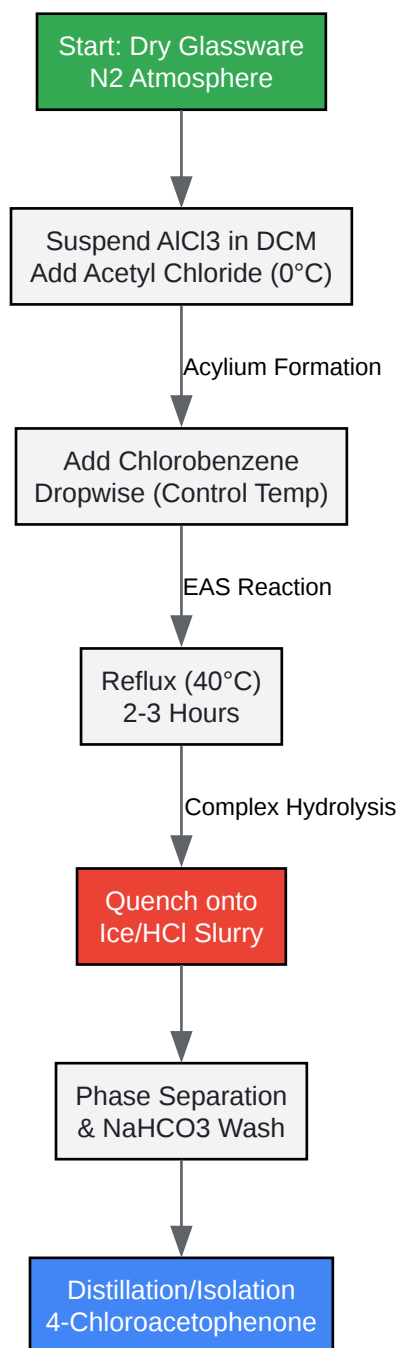 Start: Dry Glassware
N2 Atmosphere
Suspend AlCl3 in DCM
Add Acetyl Chloride (0°C)
Acylium Formation
Add Chlorobenzene
Dropwise (Control Temp)
EAS Reaction
Reflux (40°C)
2-3 Hours
Complex Hydrolysis
Quench onto
Ice/HCl Slurry
Phase Separation
& NaHCO3 Wash
Distillation/Isolation
4-Chloroacetophenone